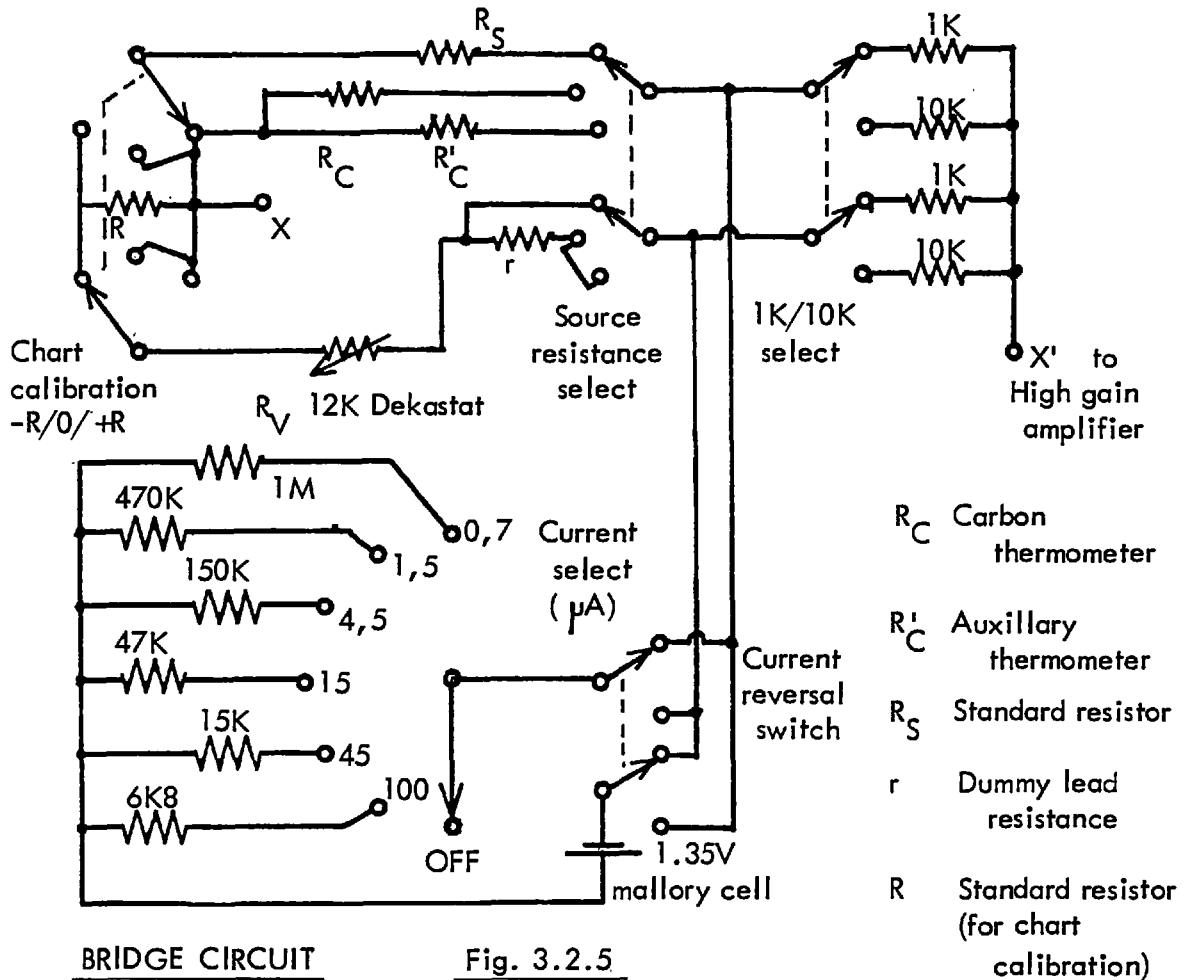 R_S
1K
10K
R_C
R'_C
1K
R
X
r
10K
Source
resistance
select
1K/10K
select
Chart
calibration
-R/0/+R
R_V 12K Dekastat
X' to
High gain
amplifier
1M
470K
0,7
1,5
150K
4,5
47K
15
15K
45
6K8
100
OFF
Current
select
( µA)
Current
reversal
switch
1.35V
mallory cell
R_C Carbon
thermometer
R'_C Auxillary
thermometer
R_S Standard resistor
r Dummy lead
resistance
R Standard resistor
(for chart
calibration)
BRIDGE CIRCUIT Fig. 3.2.5